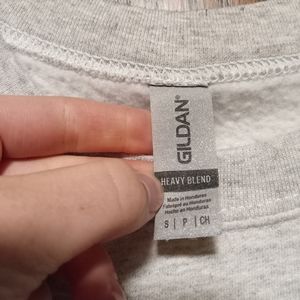 GILDAN®
HEAVY BLEND
Made in Honduras
Fabriqué au Honduras
Hecho en Honduras
S | P | CH